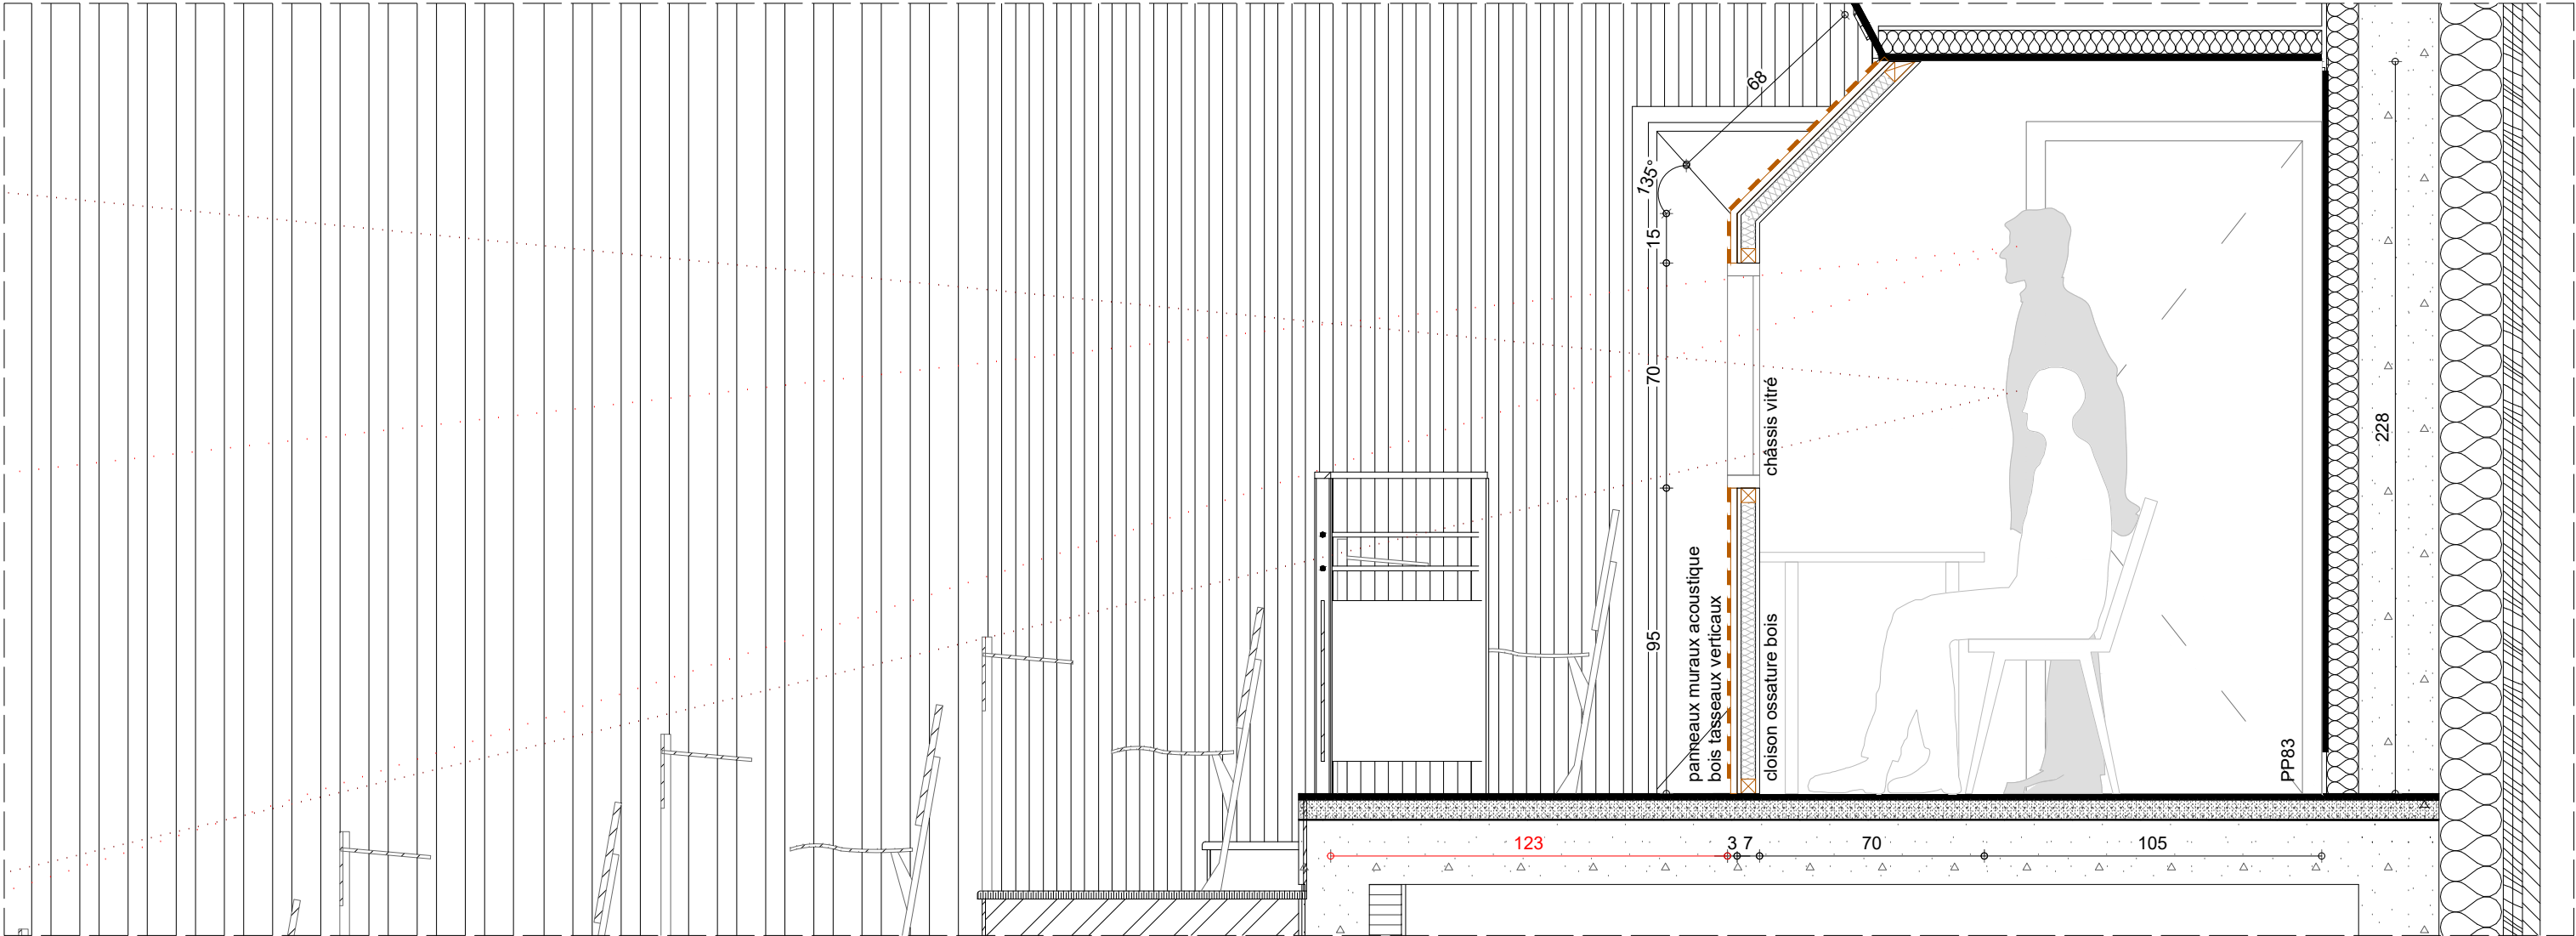 68
135°
15
70
95
châssis vitré
panneaux muraux acoustique
bois tasseaux verticaux
cloison ossature bois
228
PP83
123
3
7
70
105